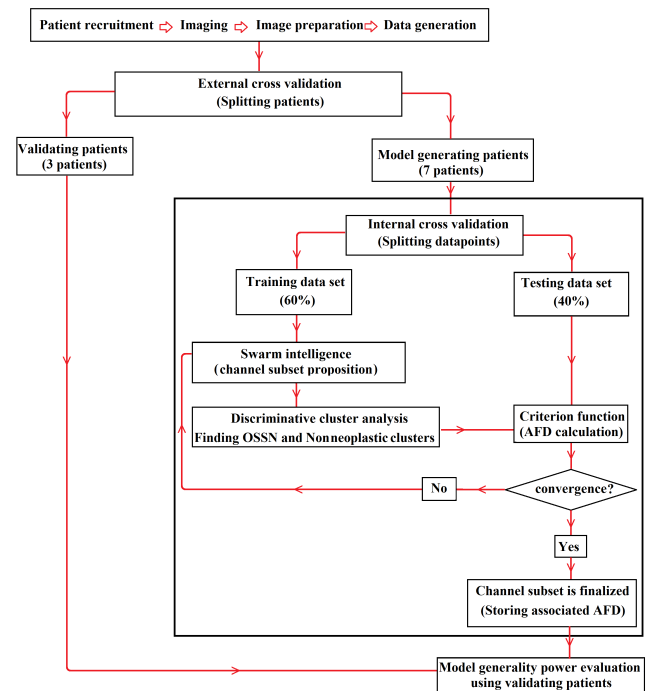 Patient recruitment Imaging Image preparation Data generation
External cross validation
(Splitting patients)
Validating patients
(3 patients)
Model generating patients
(7 patients)
Internal cross validation
(Splitting datapoints)
Training data set
(60%)
Testing data set
(40%)
Swarm intelligence
(channel subset proposition)
Discriminative cluster analysis
Finding OSSN and Nonneoplastic clusters
Criterion function
(AFD calculation)
No
convergence?
Yes
Channel subset is finalized
(Storing associated AFD)
Model generality power evaluation
using validating patients